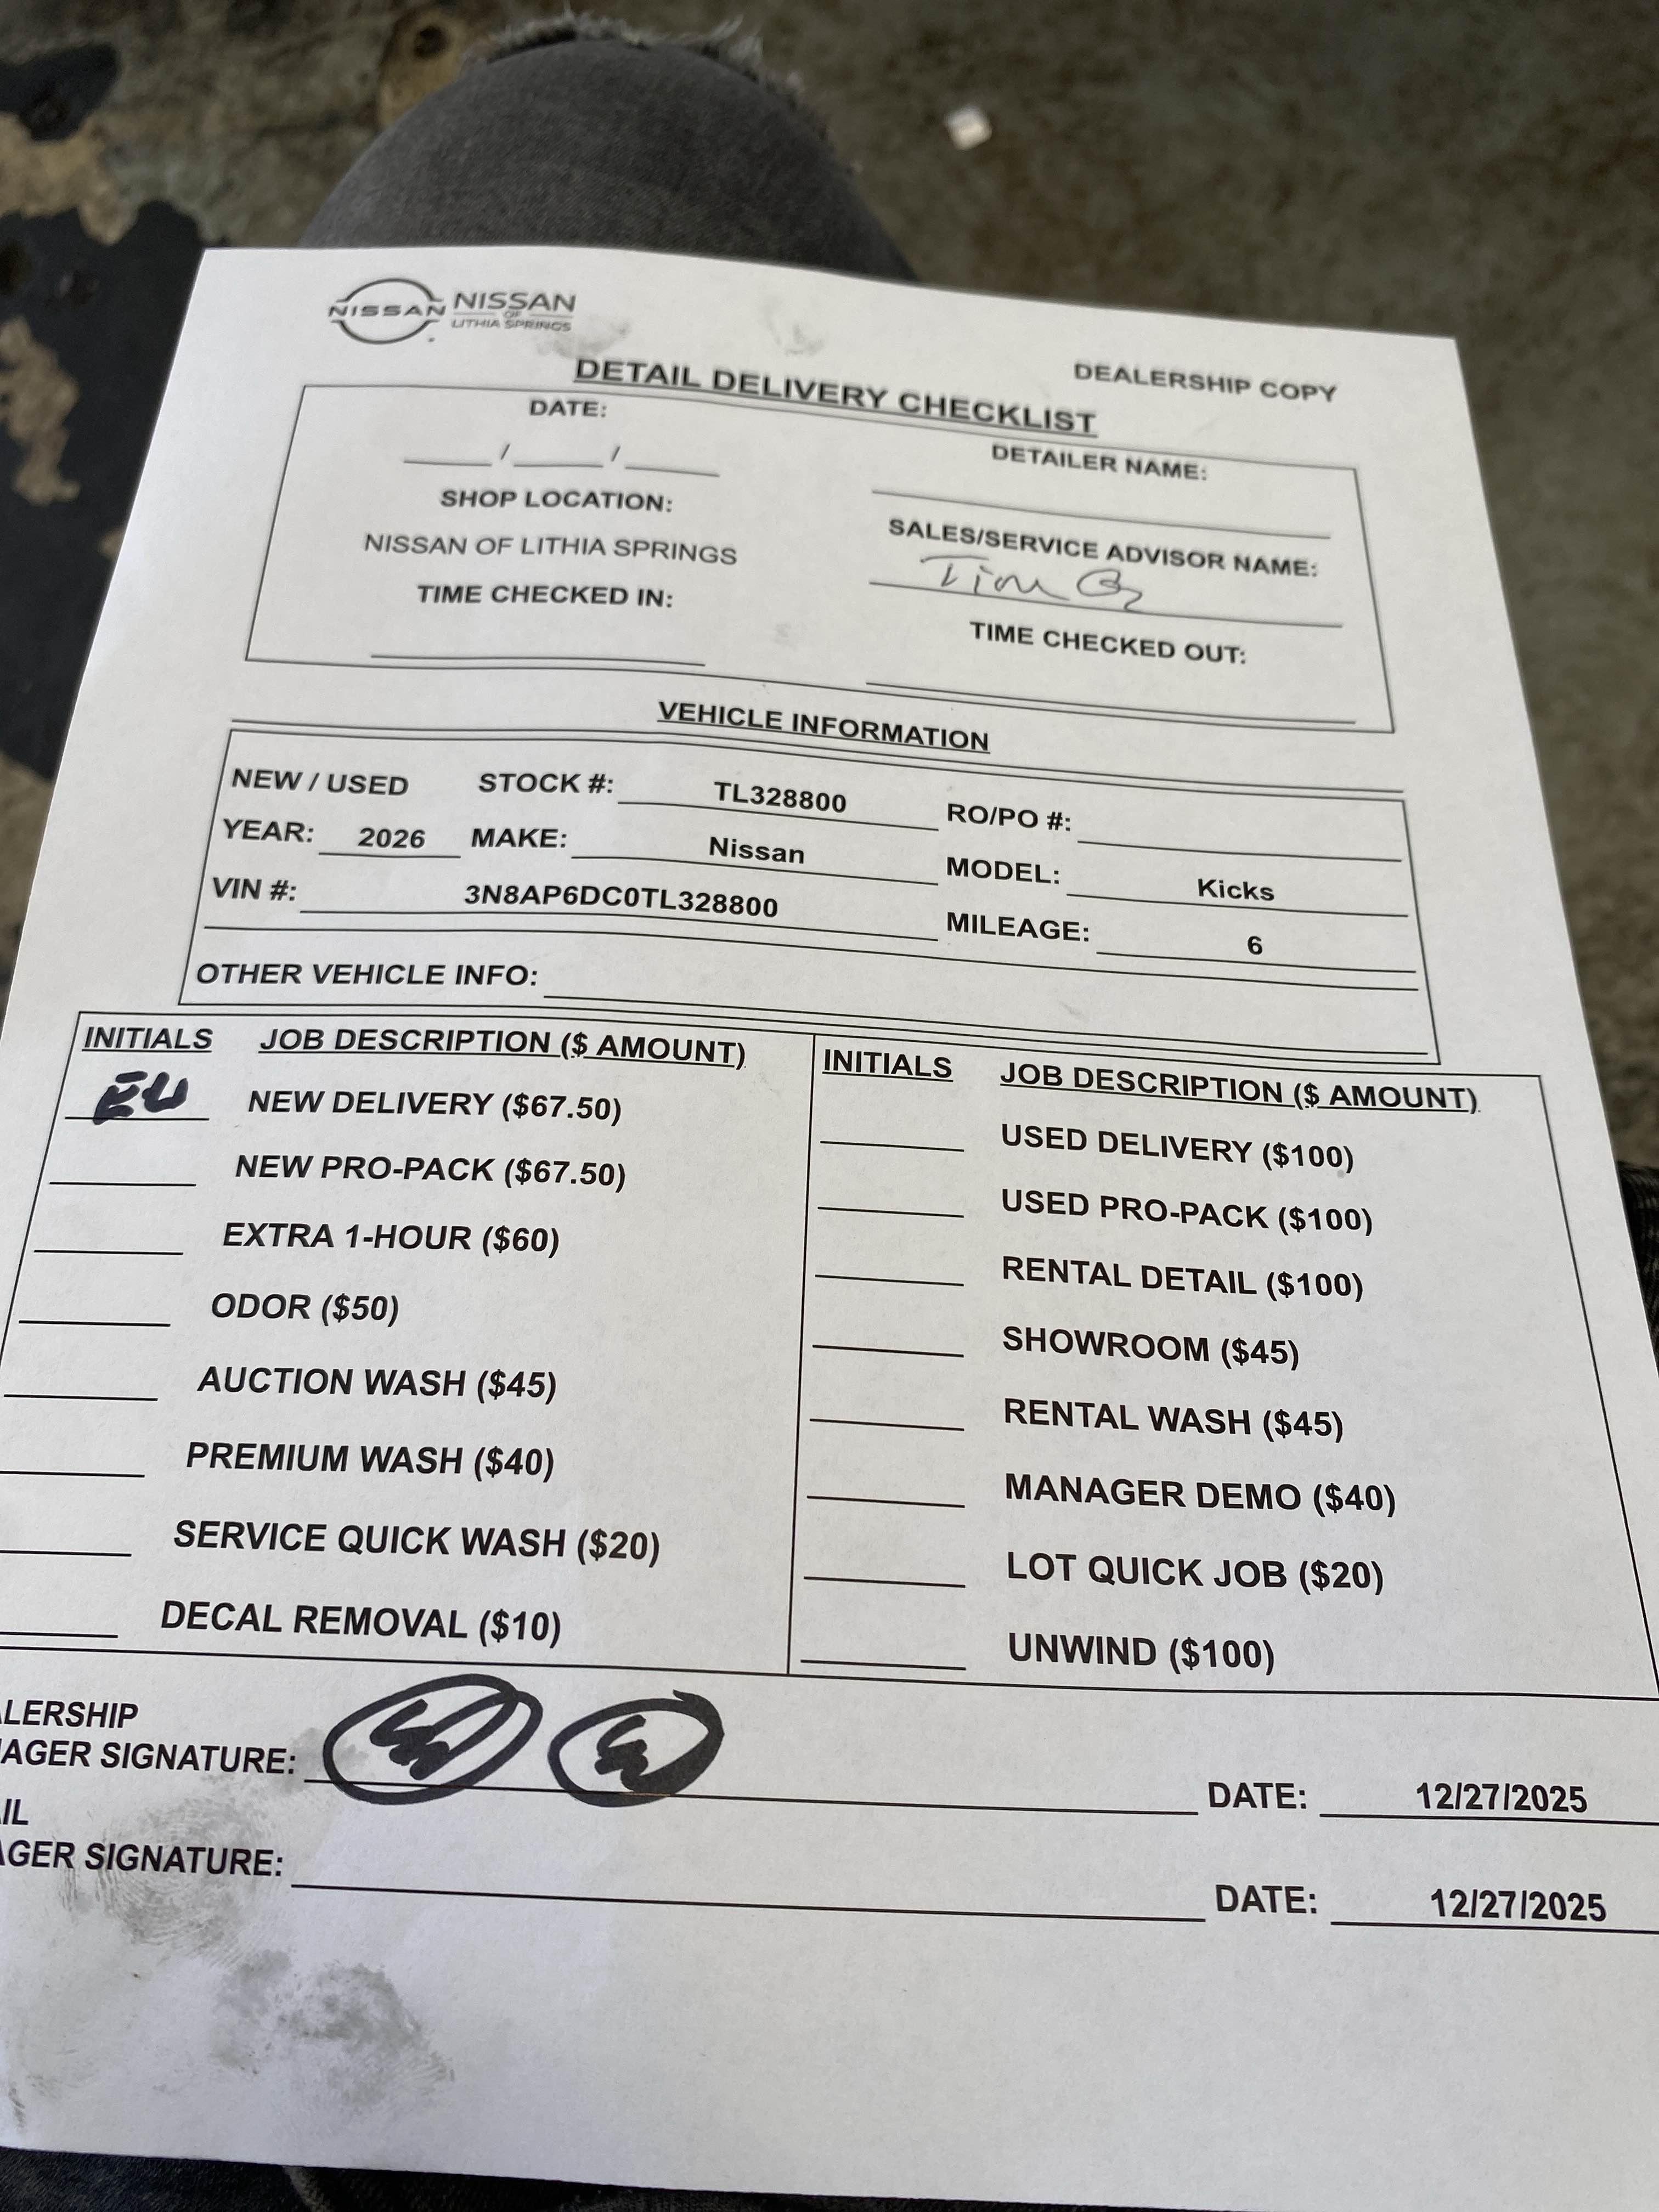 NISSAN NISSAN
OF
LITHIA SPRINGS
DEALERSHIP COPY
DETAIL DELIVERY CHECKLIST
DATE:
DETAILER NAME:
___/___/___
SHOP LOCATION:
SALES/SERVICE ADVISOR NAME:
NISSAN OF LITHIA SPRINGS
Tim
TIME CHECKED IN:
TIME CHECKED OUT:
VEHICLE INFORMATION
NEW / USED STOCK #: TL328800 RO/PO #:
YEAR: 2026 MAKE: Nissan MODEL: Kicks
VIN #: 3N8AP6DC0TL328800 MILEAGE: 6
OTHER VEHICLE INFO:
INITIALS JOB DESCRIPTION ($ AMOUNT) INITIALS JOB DESCRIPTION ($ AMOUNT)
NEW DELIVERY ($67.50) USED DELIVERY ($100)
NEW PRO-PACK ($67.50) USED PRO-PACK ($100)
EXTRA 1-HOUR ($60) RENTAL DETAIL ($100)
ODOR ($50) SHOWROOM ($45)
AUCTION WASH ($45) RENTAL WASH ($45)
PREMIUM WASH ($40) MANAGER DEMO ($40)
SERVICE QUICK WASH ($20) LOT QUICK JOB ($20)
DECAL REMOVAL ($10) UNWIND ($100)
ALERSHIP
AGER SIGNATURE: DATE: 12/27/2025
IL
AGER SIGNATURE: DATE: 12/27/2025